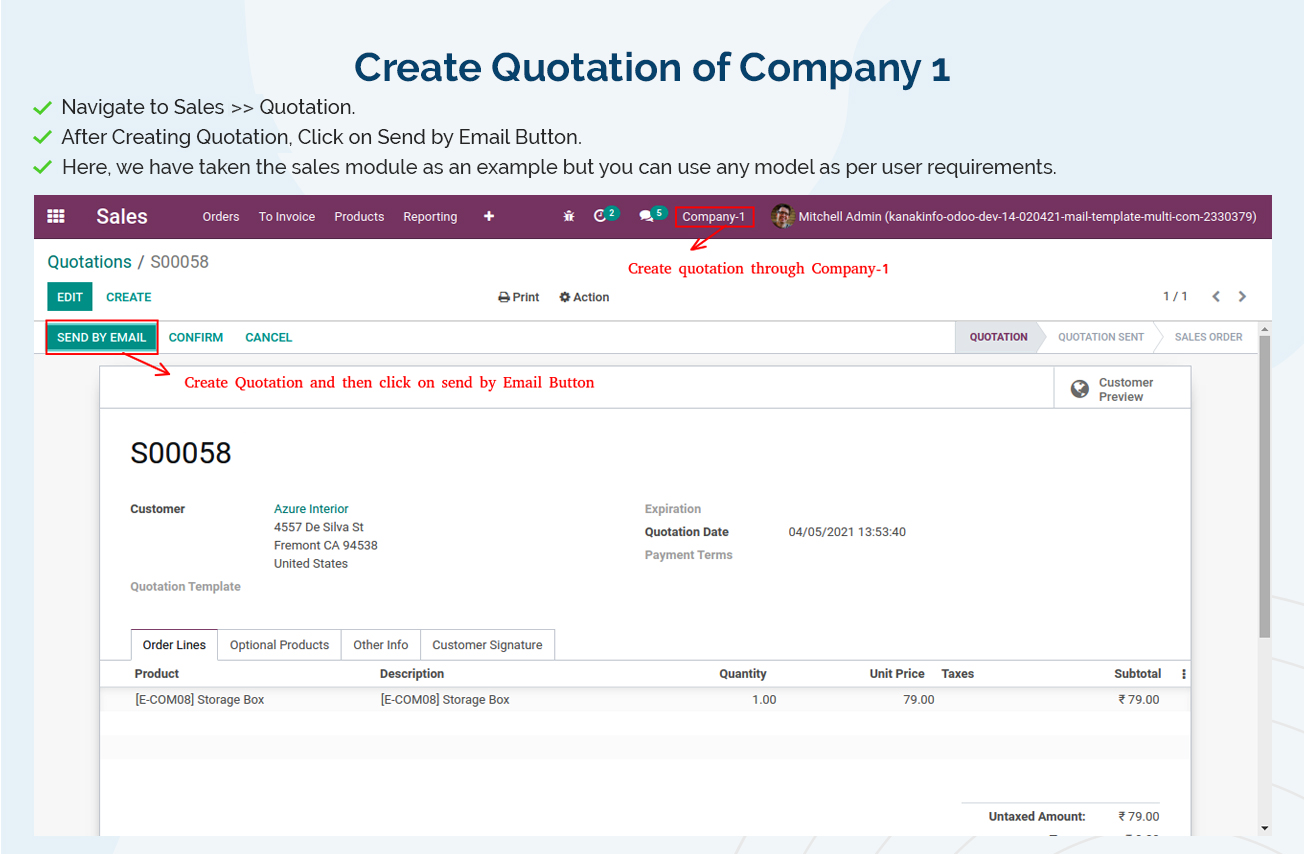 Create Quotation of Company 1
Navigate to Sales >> Quotation.
After Creating Quotation, Click on Send by Email Button.
Here, we have taken the sales module as an example but you can use any model as per user requirements.
Sales Orders To Invoice Products Reporting + 2 5 Company-1 Mitchell Admin (kanakinfo-odoo-dev-14-020421-mail-template-multi-com-2330379)
Quotations / S00058
Create quotation through Company-1
EDIT CREATE Print Action 1 / 1
SEND BY EMAIL CONFIRM CANCEL QUOTATION QUOTATION SENT SALES ORDER
Create Quotation and then click on send by Email Button
Customer
Preview
S00058
Customer Azure Interior Expiration
4557 De Silva St Quotation Date 04/05/2021 13:53:40
Fremont CA 94538 Payment Terms
United States
Quotation Template
Order Lines Optional Products Other Info Customer Signature
Product Description Quantity Unit Price Taxes Subtotal
[E-COM08] Storage Box [E-COM08] Storage Box 1.00 79.00 ₹ 79.00
Untaxed Amount: ₹ 79.00